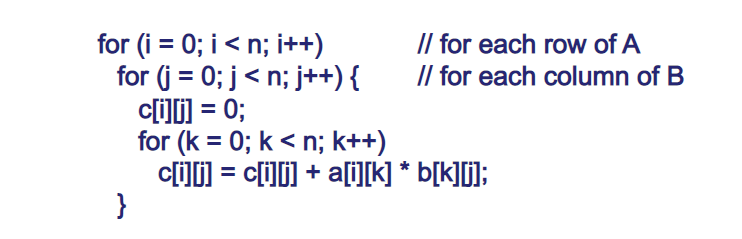 for (i = 0; i < n; i++) // for each row of A
for (j = 0; j < n; j++) { // for each column of B
c[i][j] = 0;
for (k = 0; k < n; k++)
c[i][j] = c[i][j] + a[i][k] * b[k][j];
}